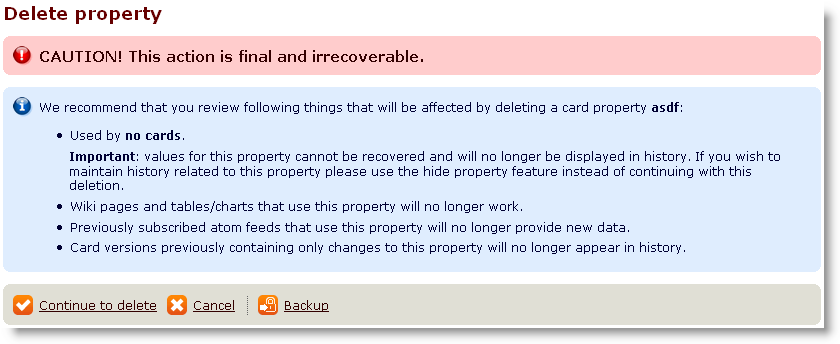 Delete property
CAUTION! This action is final and irrecoverable.
We recommend that you review following things that will be affected by deleting a card property asdf:
• Used by no cards.
Important: values for this property cannot be recovered and will no longer be displayed in history. If you wish to
maintain history related to this property please use the hide property feature instead of continuing with this
deletion.
• Wiki pages and tables/charts that use this property will no longer work.
• Previously subscribed atom feeds that use this property will no longer provide new data.
• Card versions previously containing only changes to this property will no longer appear in history.
Continue to delete Cancel Backup